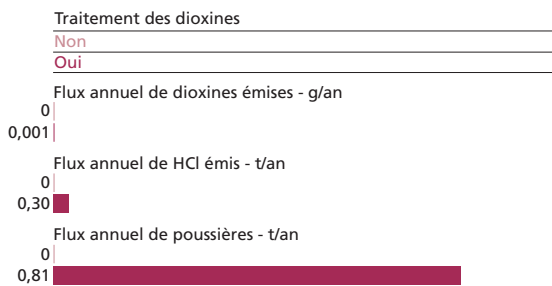 Traitement des dioxines
Non
Oui
Flux annuel de dioxines émises - g/an
0
0,001
Flux annuel de HCl émis - t/an
0
0,30
Flux annuel de poussières - t/an
0
0,81